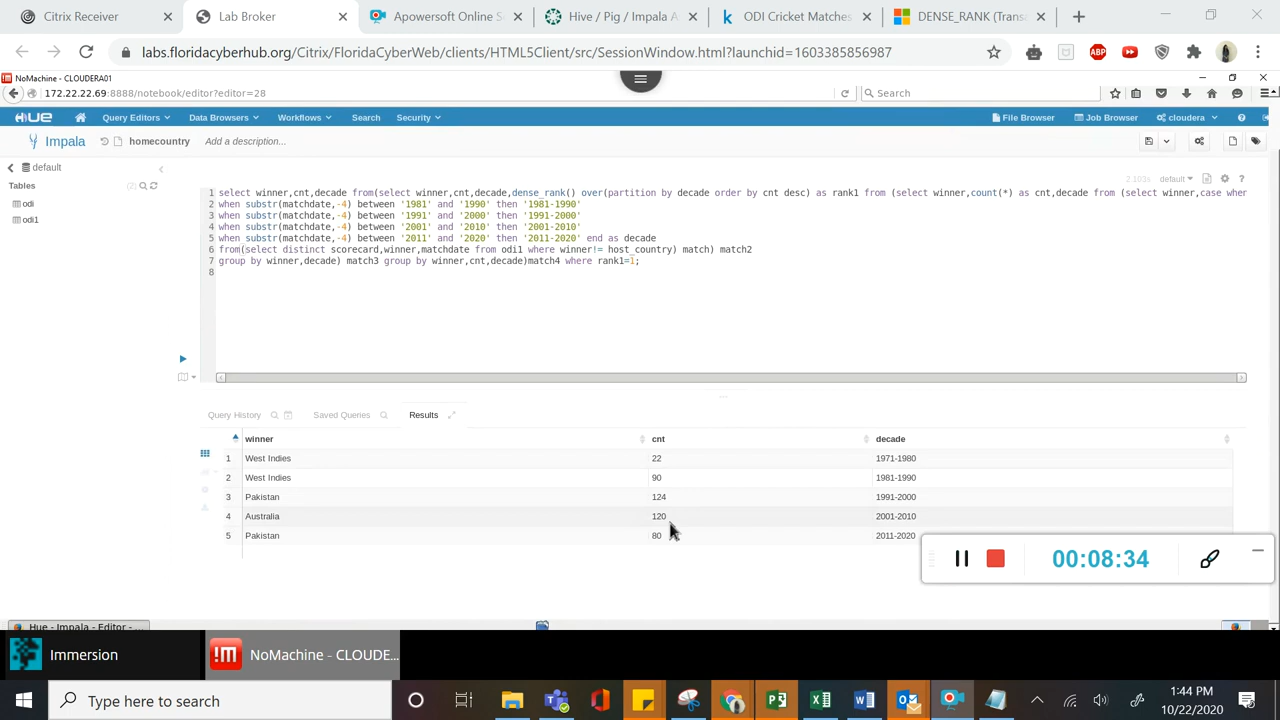 Citrix Receiver
Lab Broker
Apowersoft Online S
Hive / Pig / Impala A
ODI Cricket Matches
DENSE_RANK (Transa
labs.floridacyberhub.org/Citrix/FloridaCyberWeb/clients/HTML5Client/src/SessionWindow.html?launchid=1603385856987
ABP
NoMachine - CLOUDERA01
172.22.22.69:8888/notebook/editor?editor=28
Search
HUE Query Editors Data Browsers Workflows Search Security File Browser Job Browser cloudera
Impala homecountry Add a description...
default
Tables (2)
odi
odi1
2.103s default
1 select winner,cnt,decade from(select winner,cnt,decade,dense_rank() over(partition by decade order by cnt desc) as rank1 from (select winner,count(*) as cnt,decade from (select winner,case when
2 when substr(matchdate,-4) between '1981' and '1990' then '1981-1990'
3 when substr(matchdate,-4) between '1991' and '2000' then '1991-2000'
4 when substr(matchdate,-4) between '2001' and '2010' then '2001-2010'
5 when substr(matchdate,-4) between '2011' and '2020' then '2011-2020' end as decade
6 from(select distinct scorecard,winner,matchdate from odi1 where winner!= host_country) match) match2
7 group by winner,decade) match3 group by winner,cnt,decade)match4 where rank1=1;
8
Query History Saved Queries Results
winner cnt decade
1 West Indies 22 1971-1980
2 West Indies 90 1981-1990
3 Pakistan 124 1991-2000
4 Australia 120 2001-2010
5 Pakistan 80 2011-2020
00:08:34
Hue - Impala - Editor - ...
Immersion
!M NoMachine - CLOUDE...
Type here to search
1:44 PM
10/22/2020